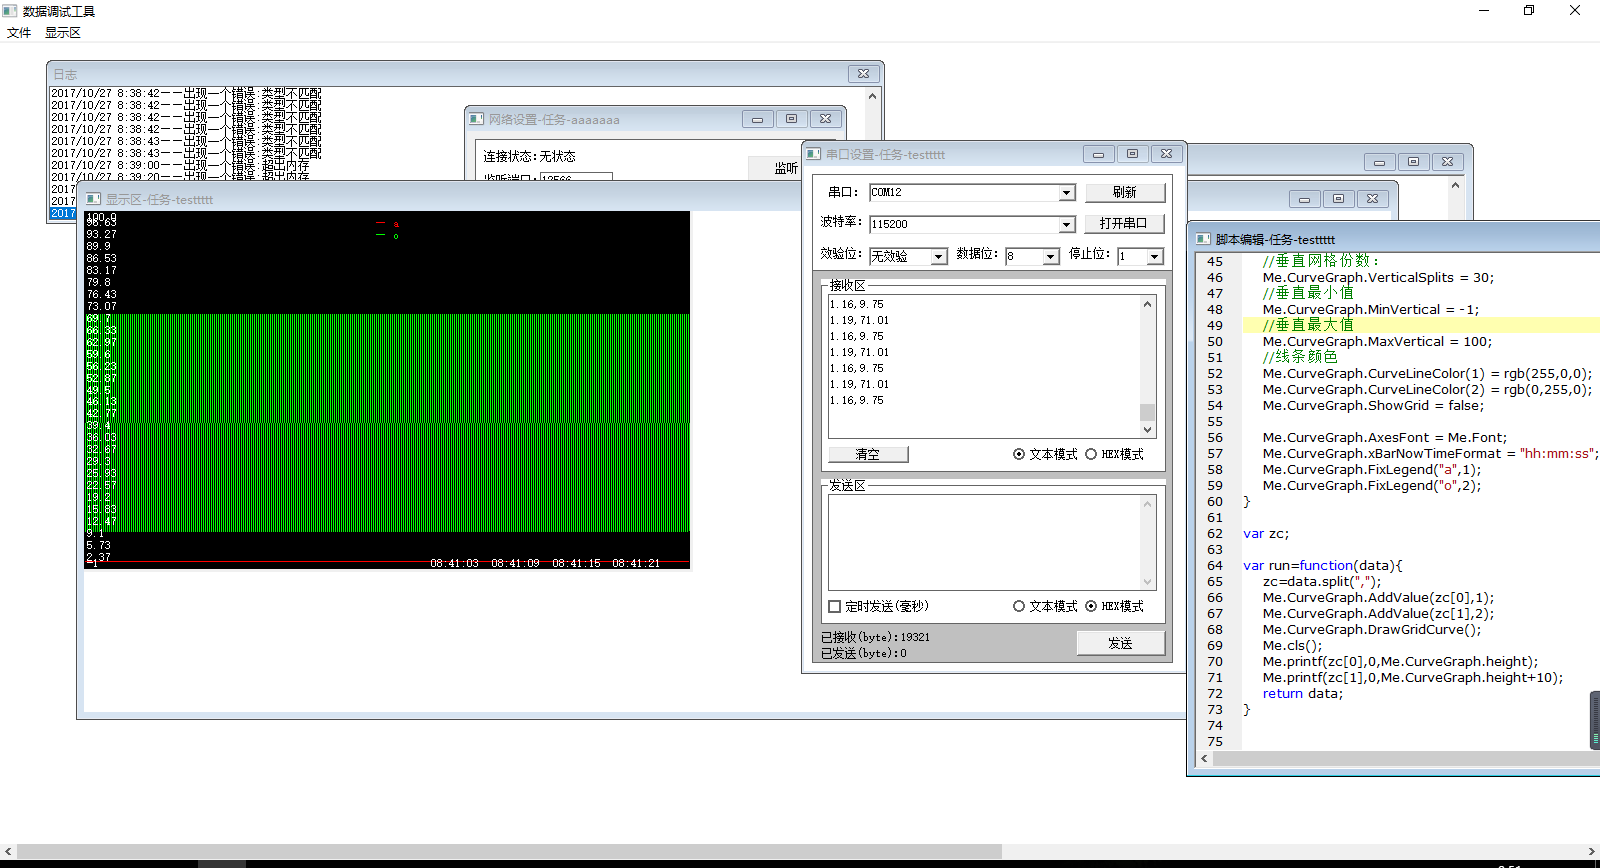 数据调试工具
文件 显示区
日志
2017/10/27 8:38:42——出现一个错误:类型不匹配
2017/10/27 8:38:42——出现一个错误:类型不匹配
2017/10/27 8:38:42——出现一个错误:类型不匹配
2017/10/27 8:38:42——出现一个错误:类型不匹配
2017/10/27 8:38:43——出现一个错误:类型不匹配
2017/10/27 8:38:43——出现一个错误:类型不匹配
2017/10/27 8:39:00——出现一个错误:超出内存
2017/10/27 8:39:20——出现一个错误:超出内存
2017
2017
2017
网络设置-任务-aaaaaaa
连接状态:无状态
监听
监听端口:12566
显示区-任务-testtttt
100.0
96.63
93.27
89.9
86.53
83.17
79.8
76.43
73.07
69.7
66.33
62.97
59.6
56.23
52.87
49.5
46.13
42.77
39.4
36.03
32.67
29.3
25.93
22.57
19.2
15.83
12.47
9.1
5.73
2.37
-1
a
o
08:41:03 08:41:09 08:41:15 08:41:21
串口设置-任务-testtttt
串口: COM12 刷新
波特率: 115200 打开串口
效验位: 无效验 数据位: 8 停止位: 1
接收区
1.16,9.75
1.19,71.01
1.16,9.75
1.19,71.01
1.16,9.75
1.19,71.01
1.16,9.75
清空 文本模式 HEX模式
发送区
定时发送(毫秒) 文本模式 HEX模式
已接收(byte):19321
已发送(byte):0
发送
脚本编辑-任务-testtttt
45 //垂直网格份数:
46 Me.CurveGraph.VerticalSplits = 30;
47 //垂直最小值
48 Me.CurveGraph.MinVertical = -1;
49 //垂直最大值
50 Me.CurveGraph.MaxVertical = 100;
51 //线条颜色
52 Me.CurveGraph.CurveLineColor(1) = rgb(255,0,0);
53 Me.CurveGraph.CurveLineColor(2) = rgb(0,255,0);
54 Me.CurveGraph.ShowGrid = false;
55
56 Me.CurveGraph.AxesFont = Me.Font;
57 Me.CurveGraph.xBarNowTimeFormat = "hh:mm:ss";
58 Me.CurveGraph.FixLegend("a",1);
59 Me.CurveGraph.FixLegend("o",2);
60 }
61
62 var zc;
63
64 var run=function(data){
65 zc=data.split(",");
66 Me.CurveGraph.AddValue(zc[0],1);
67 Me.CurveGraph.AddValue(zc[1],2);
68 Me.CurveGraph.DrawGridCurve();
69 Me.cls();
70 Me.printf(zc[0],0,Me.CurveGraph.height);
71 Me.printf(zc[1],0,Me.CurveGraph.height+10);
72 return data;
73 }
74
75